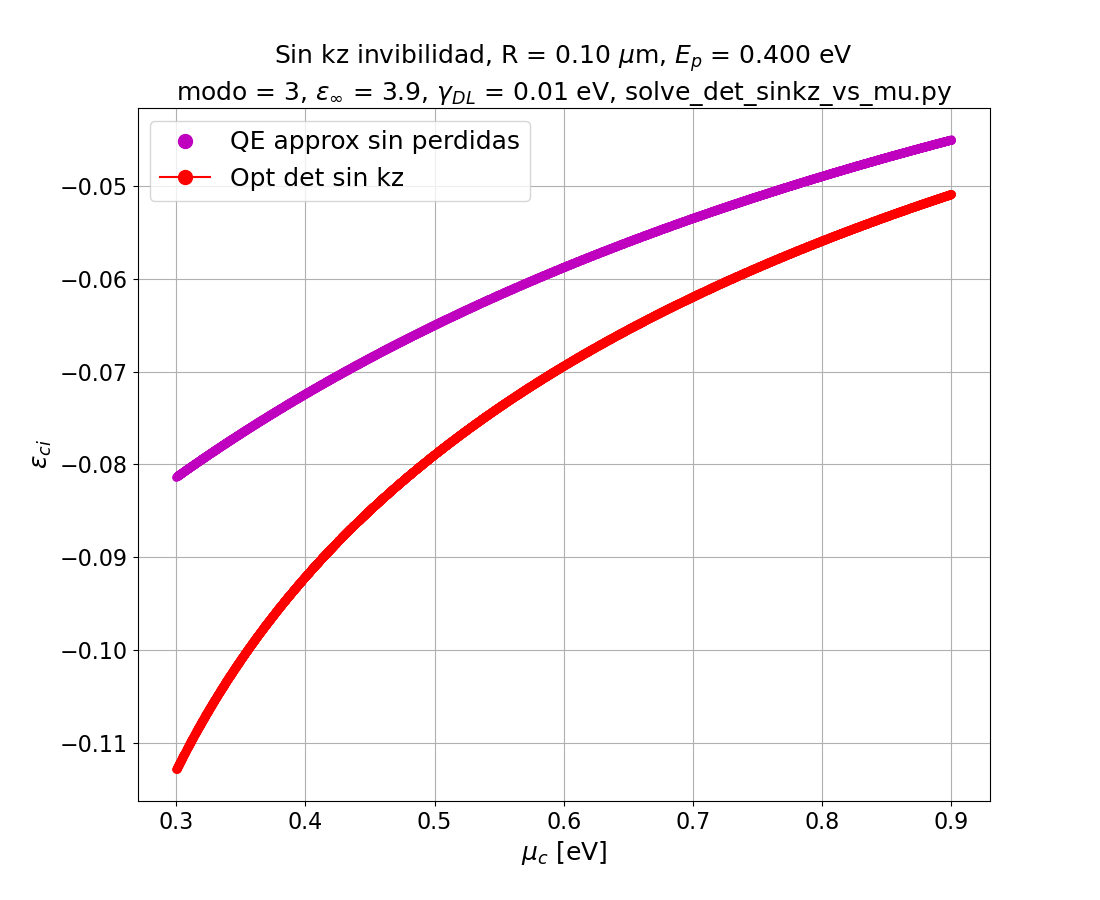 Sin kz invibilidad, R = 0.10 μm, E_p = 0.400 eV
modo = 3, ε_∞ = 3.9, γ_DL = 0.01 eV, solve_det_sinkz_vs_mu.py
QE approx sin perdidas
Opt det sin kz
−0.05
−0.06
−0.07
−0.08
−0.09
−0.10
−0.11
ε_ci
0.3 0.4 0.5 0.6 0.7 0.8 0.9
μ_c [eV]